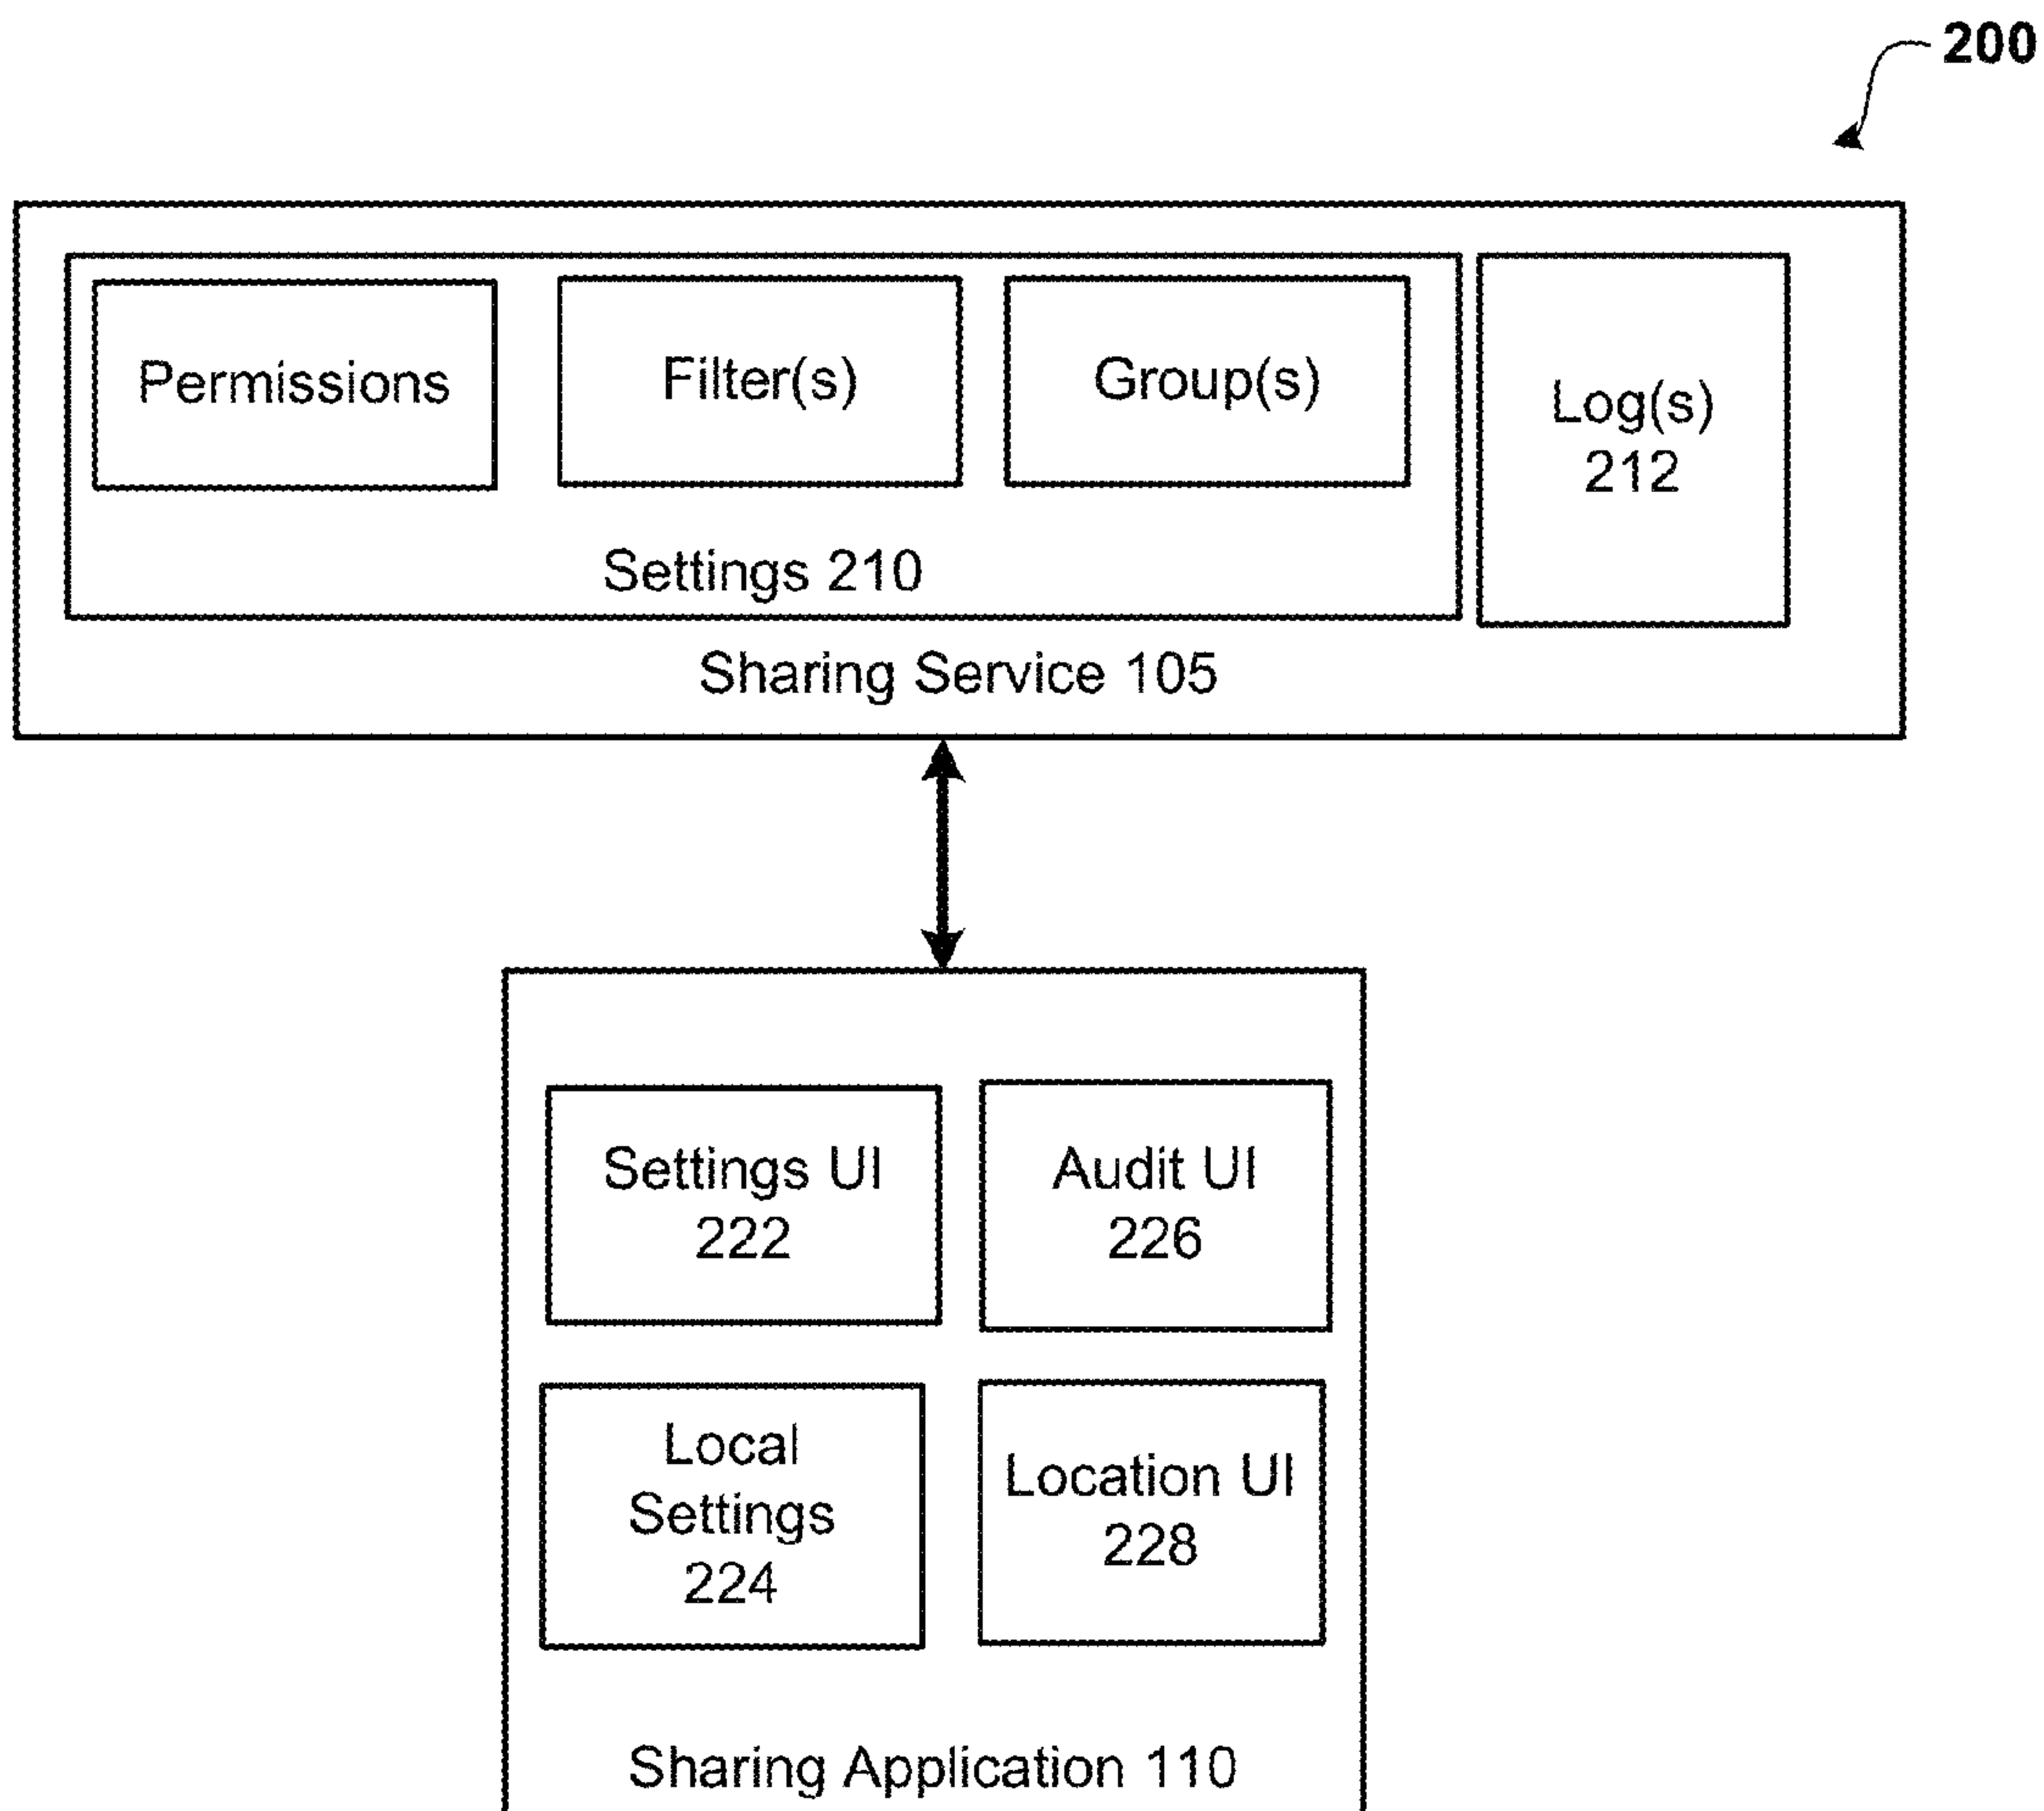 200
Permissions
Filter(s)
Group(s)
Log(s)
212
Settings 210
Sharing Service 105
Settings UI
222
Audit UI
226
Local
Settings
224
Location UI
228
Sharing Application 110